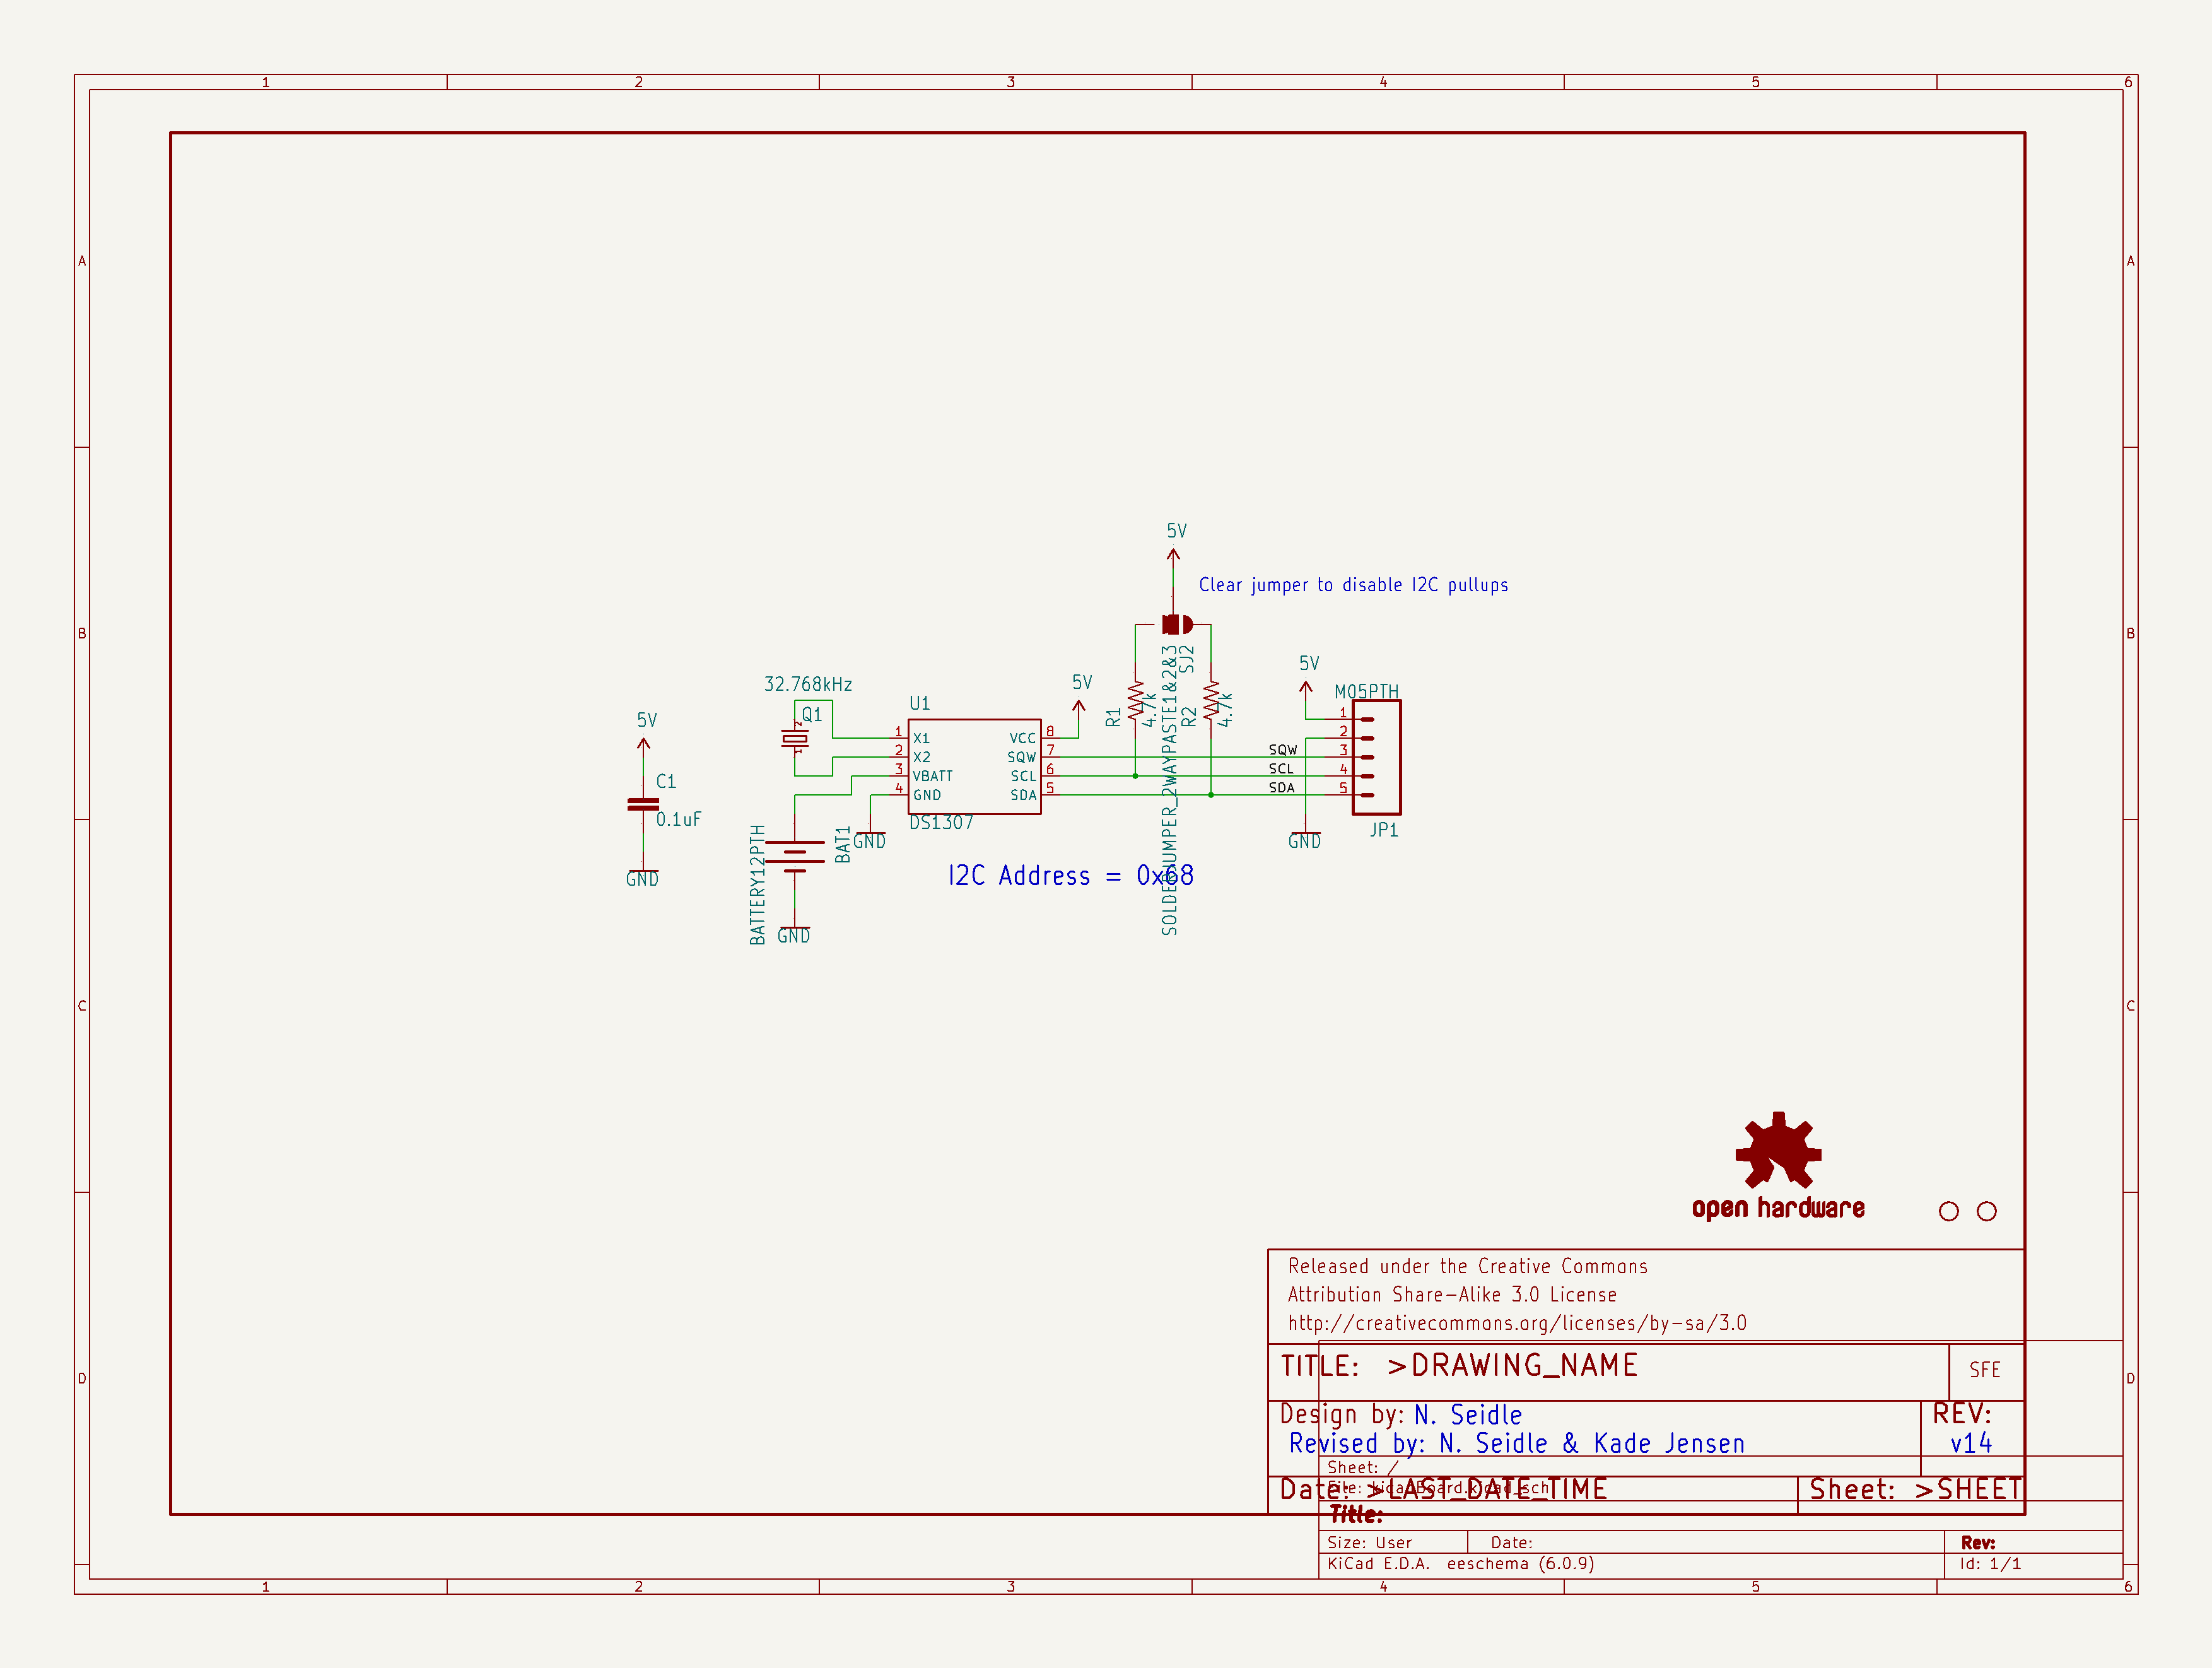 1 2 3 4 5 6
A A
B B
C C
D D
5V
Clear jumper to disable I2C pullups
SJ2
SOLDERJUMPER_2WAYPASTE1&2&3
R1
4.7k
R2
4.7k
5V
M05PTH
1
2
3
4
5
JP1
GND
SQW
SCL
SDA
5V
32.768kHz
Q1
2
1
U1
1 X1 VCC 8
2 X2 SQW 7
3 VBATT SCL 6
4 GND SDA 5
DS1307
5V
C1
0.1uF
GND
BATTERY12PTH
BAT1
GND
GND
I2C Address = 0x68
open hardware
Released under the Creative Commons
Attribution Share-Alike 3.0 License
http://creativecommons.org/licenses/by-sa/3.0
TITLE: >DRAWING_NAME
SFE
Design by: N. Seidle
REV:
Revised by: N. Seidle & Kade Jensen
v14
Sheet: /
File: kicadBoard.kicad_sch
Date: >LAST_DATE_TIME
Sheet: >SHEET
Title:
Size: User Date: Rev:
KiCad E.D.A. eeschema (6.0.9) Id: 1/1
1 2 3 4 5 6